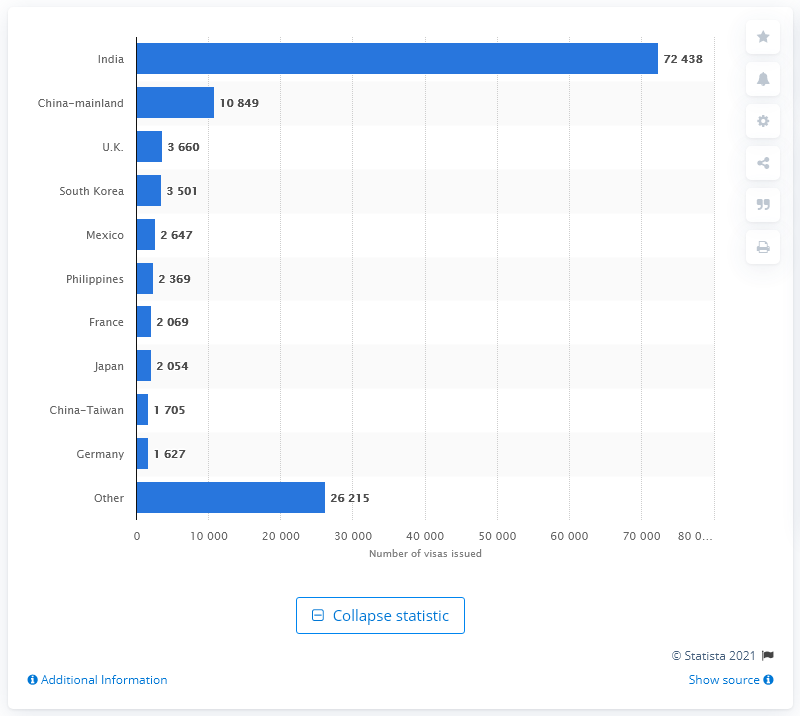 India 72 438
China-mainland 10 849
U.K. 3 660
South Korea 3 501
Mexico 2 647
Philippines 2 369
France 2 069
Japan 2 054
China-Taiwan 1 705
Germany 1 627
Other 26 215
0 10 000 20 000 30 000 40 000 50 000 60 000 70 000 80 0...
Number of visas issued
Collapse statistic
© Statista 2021
Additional Information Show source